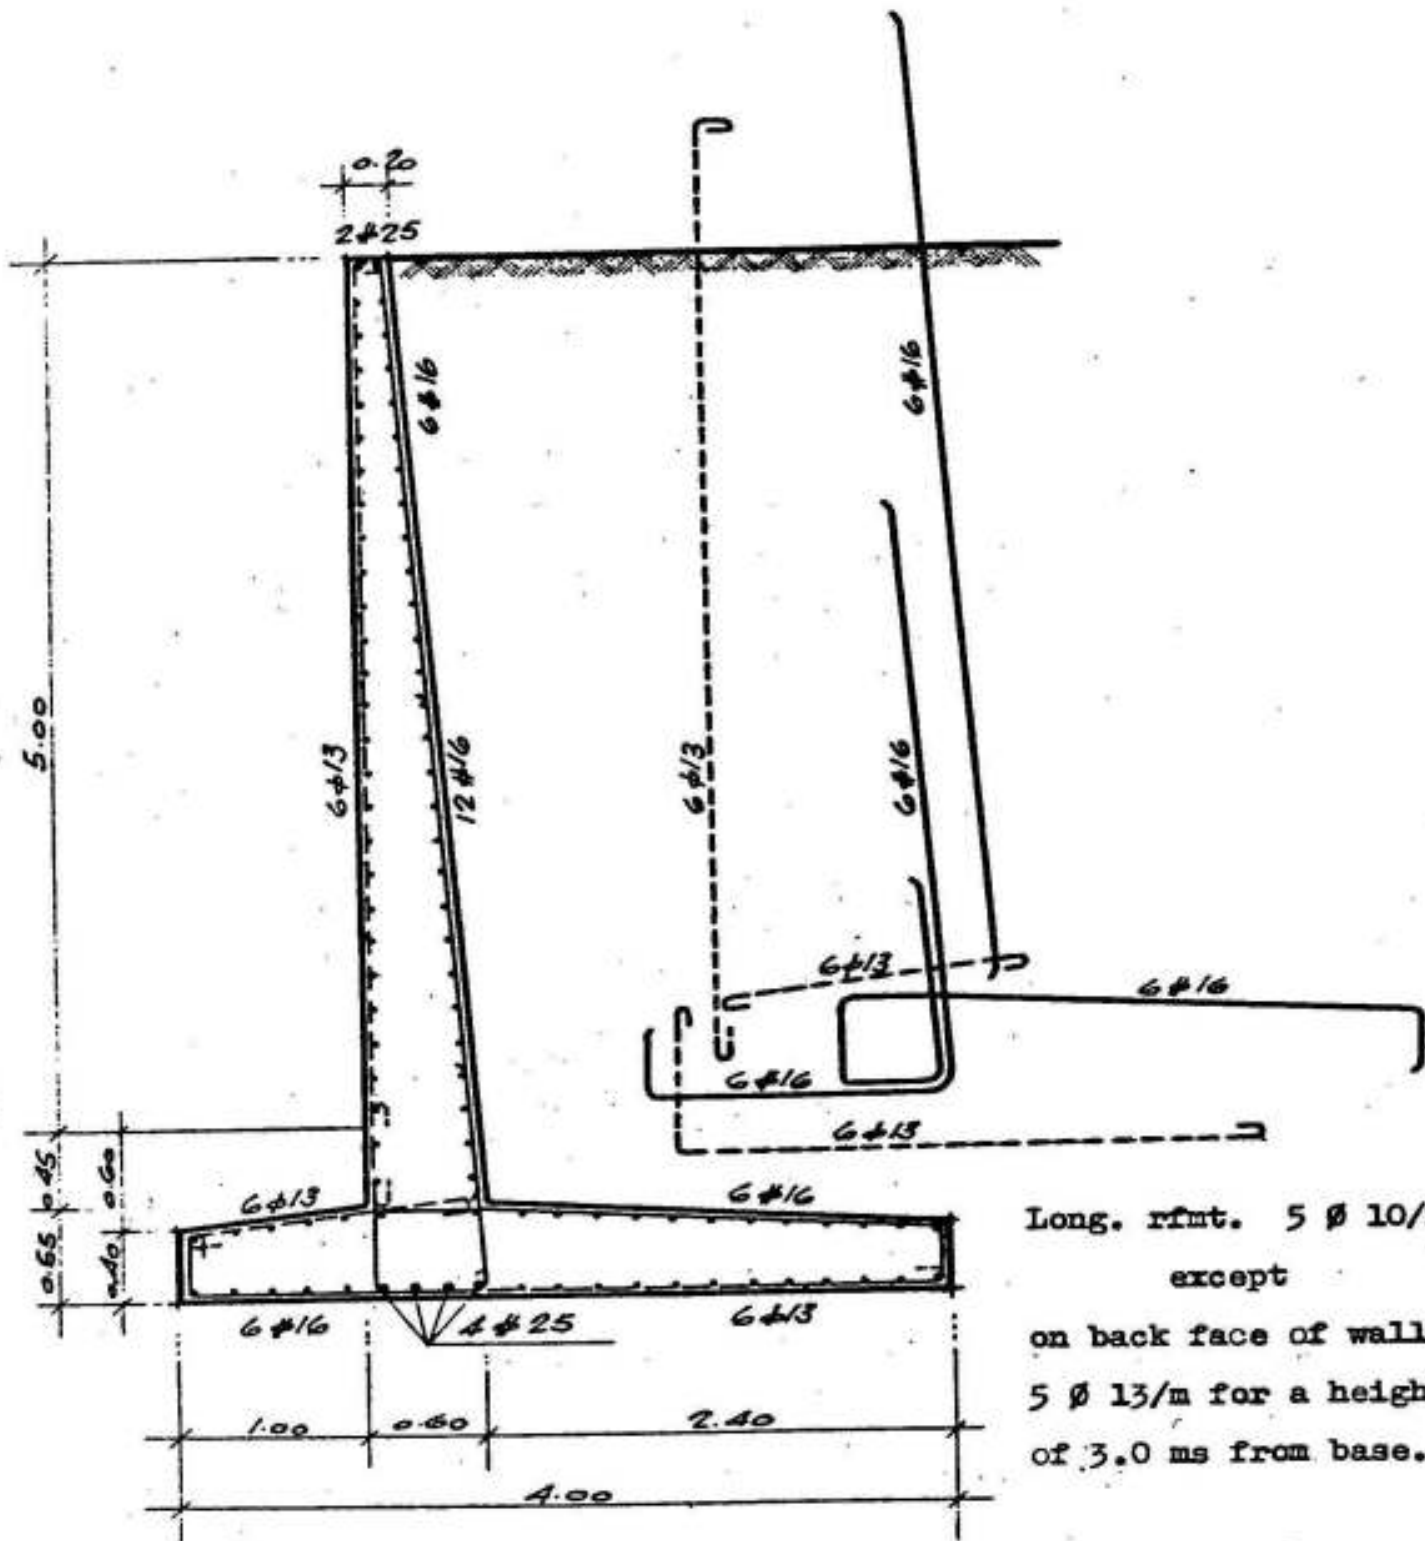 0.20
2#25
6#16
6#16
5.00
6ϕ13
12#16
6ϕ13
6#16
6ϕ13
6#16
6#16
6ϕ13
0.45
0.60
6ϕ13
6#16
0.65
0.40
6#16
4#25
6ϕ13
Long. rfmt. 5 Ø 10/
except
on back face of wall
5 Ø 13/m for a heigh
of 3.0 ms from base.
1.00
0.60
2.40
4.00